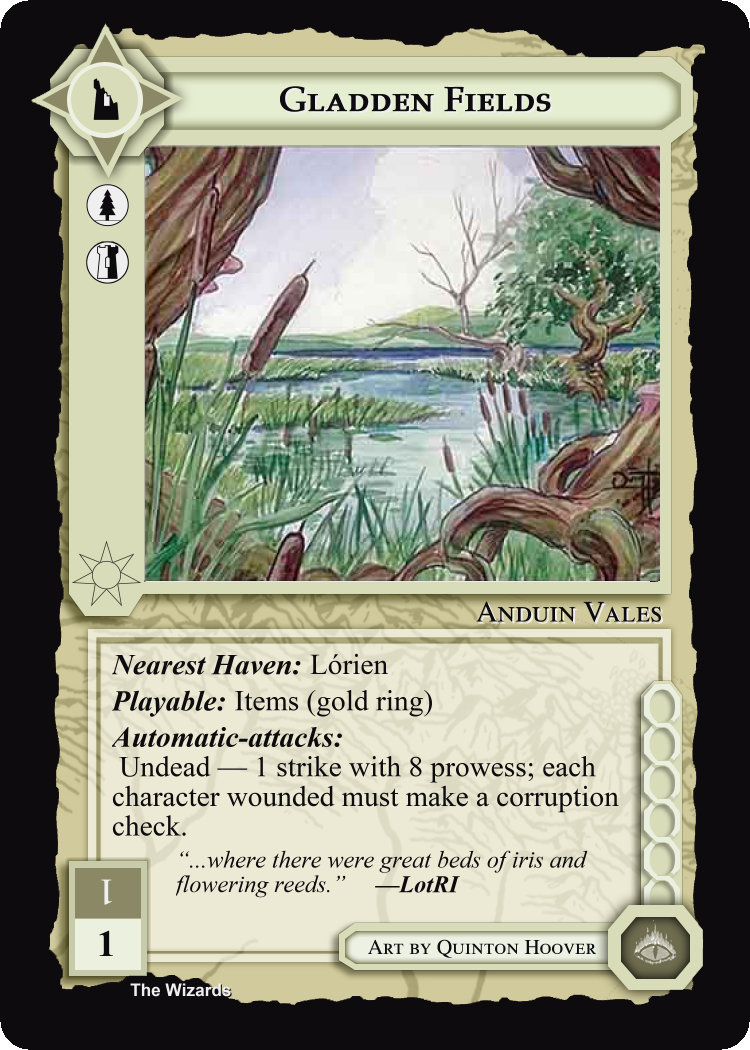 Gladden Fields
Anduin Vales
Nearest Haven: Lórien
Playable: Items (gold ring)
Automatic-attacks:
Undead — 1 strike with 8 prowess; each
character wounded must make a corruption
check.
“...where there were great beds of iris and
flowering reeds.” —LotRI
1
1
Art by Quinton Hoover
The Wizards